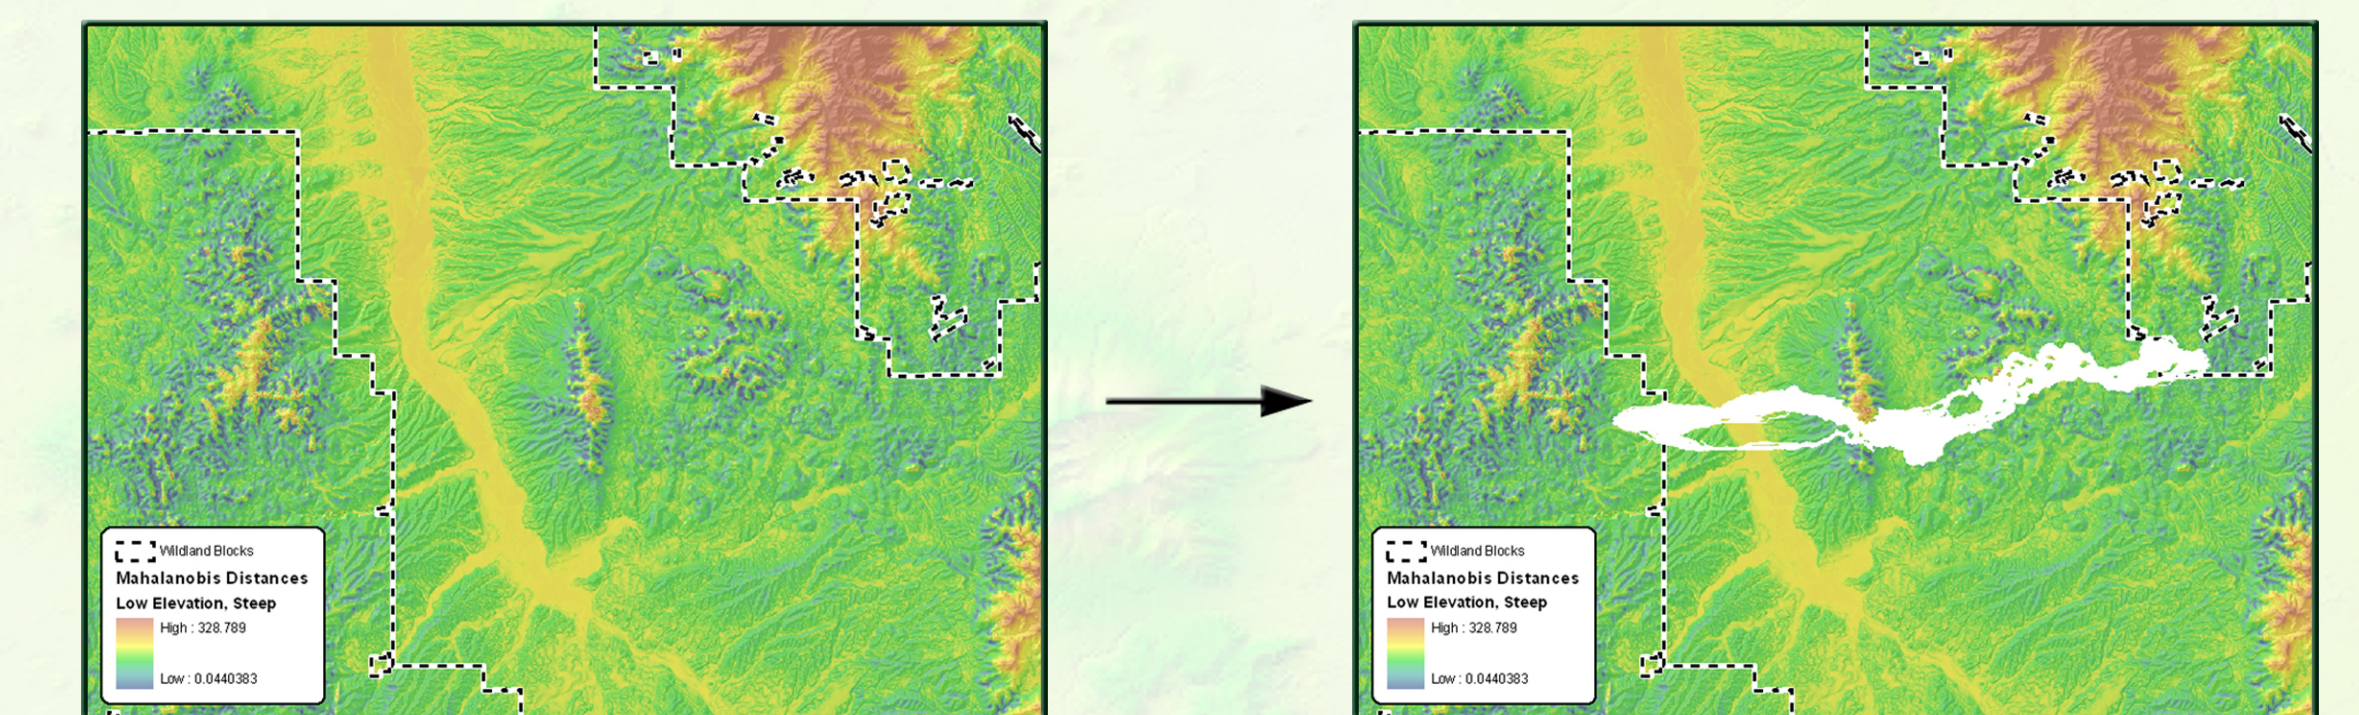 Wildland Blocks
Mahalanobis Distances
Low Elevation, Steep
High : 328.789
Low : 0.0440383
Wildland Blocks
Mahalanobis Distances
Low Elevation, Steep
High : 328.789
Low : 0.0440383